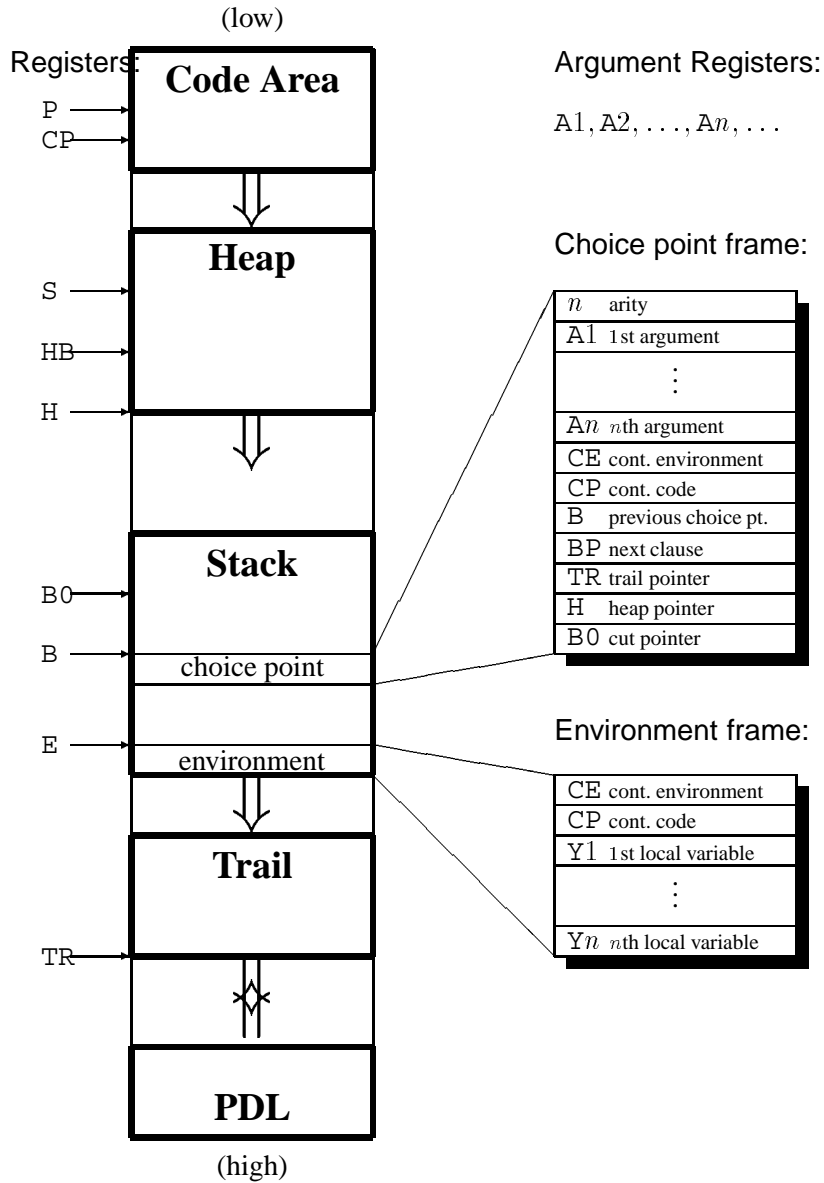 (low)
Registers:
Code Area
P
CP
Heap
S
HB
H
Stack
B0
B
choice point
E
environment
Trail
TR
PDL
(high)
Argument Registers:
A1, A2, . . . , An, . . .
Choice point frame:
n arity
A1 1st argument
⋮
An nth argument
CE cont. environment
CP cont. code
B previous choice pt.
BP next clause
TR trail pointer
H heap pointer
B0 cut pointer
Environment frame:
CE cont. environment
CP cont. code
Y1 1st local variable
⋮
Yn nth local variable